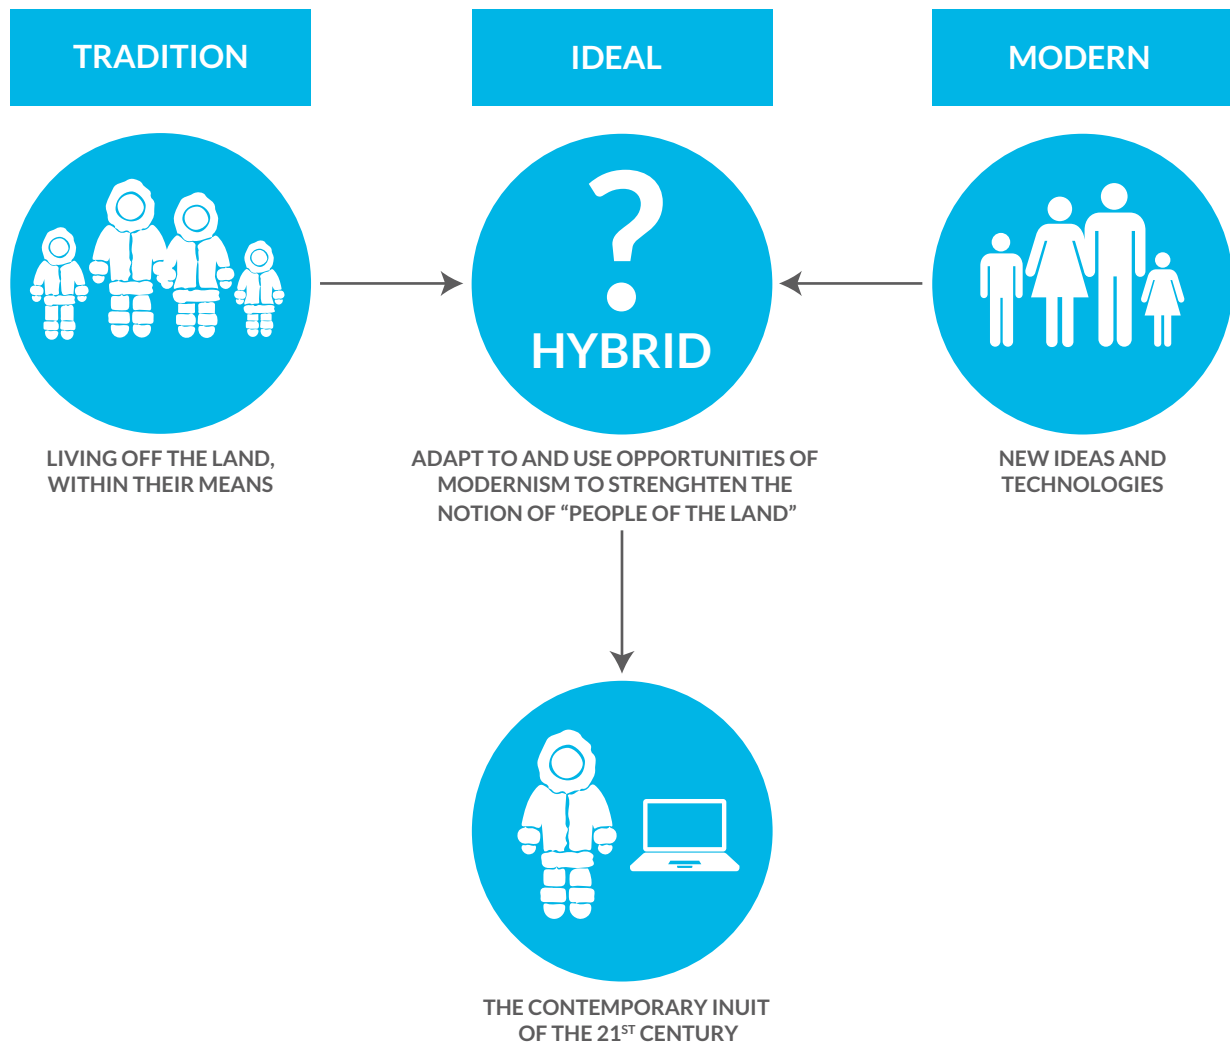 TRADITION
IDEAL
MODERN
?
HYBRID
LIVING OFF THE LAND,
WITHIN THEIR MEANS
ADAPT TO AND USE OPPORTUNITIES OF
MODERNISM TO STRENGHTEN THE
NOTION OF “PEOPLE OF THE LAND”
NEW IDEAS AND
TECHNOLOGIES
THE CONTEMPORARY INUIT
OF THE 21ST CENTURY